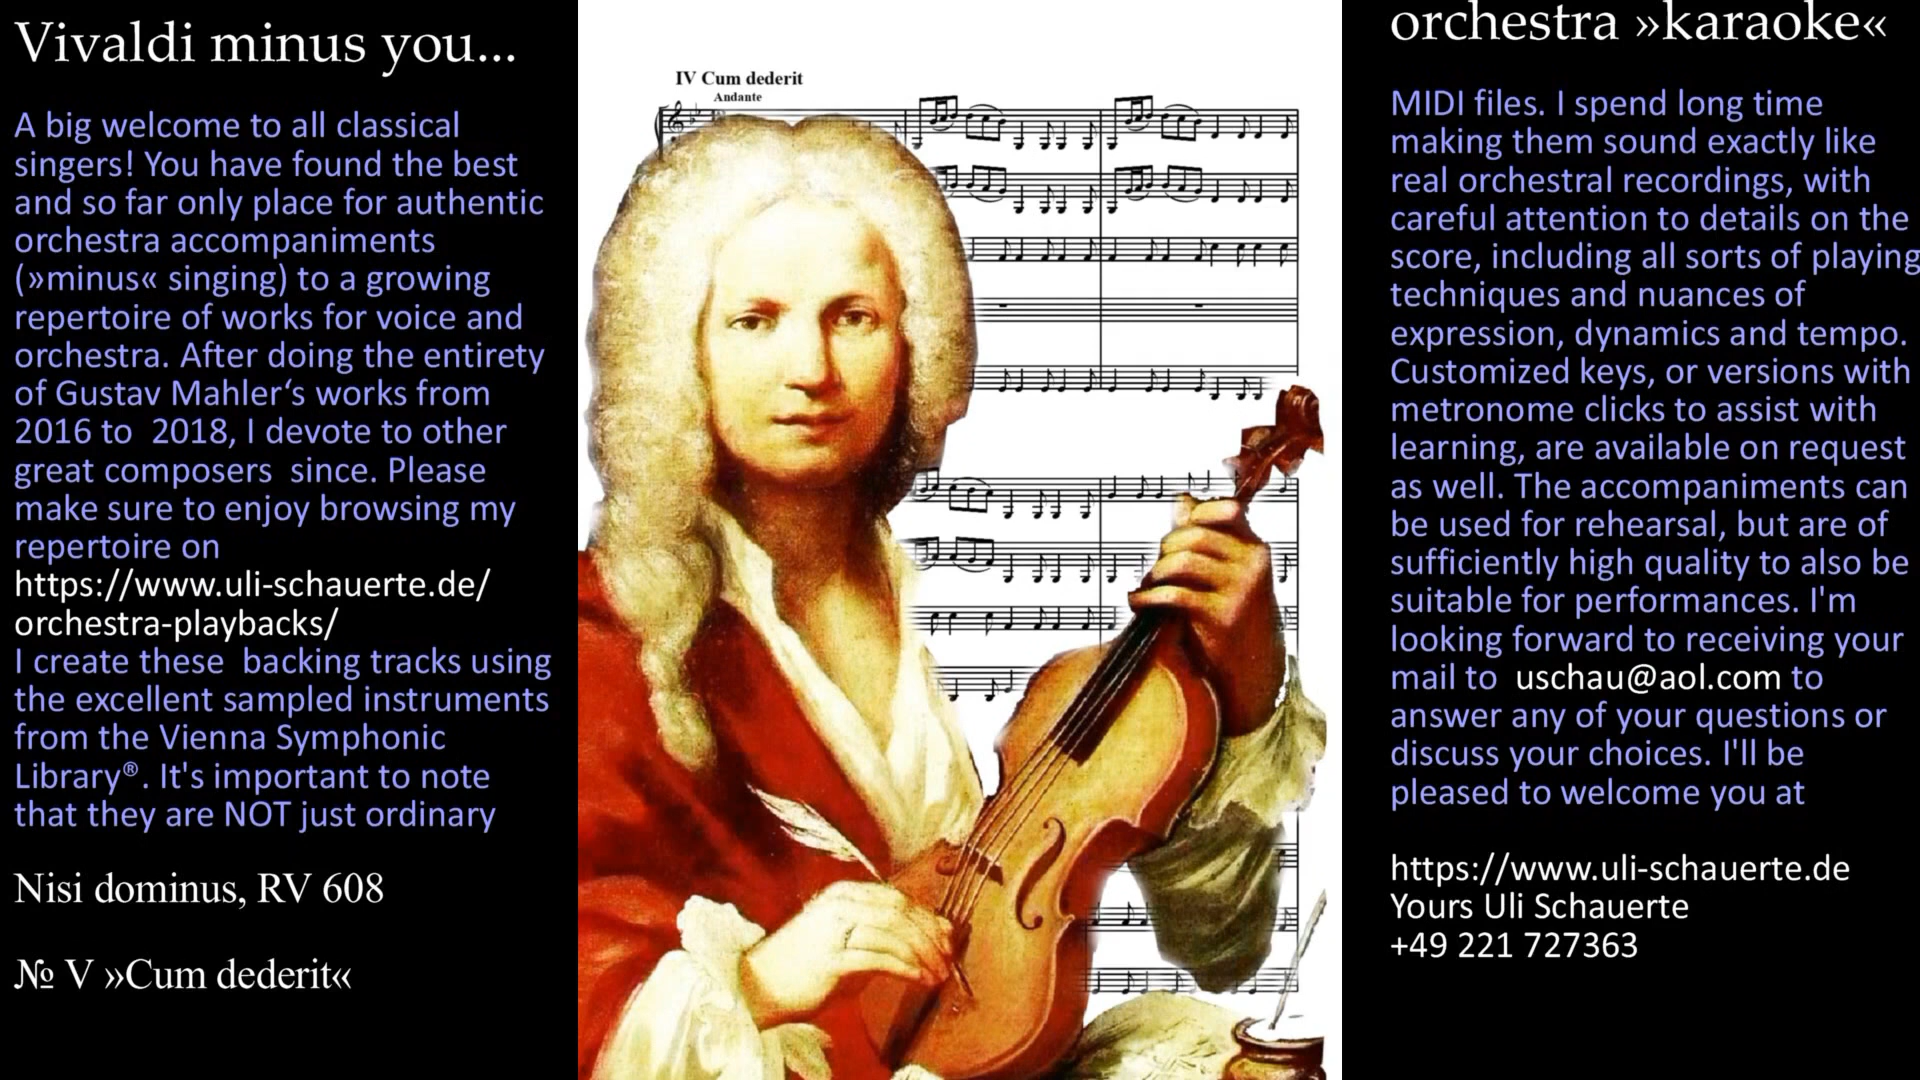 Vivaldi minus you...
A big welcome to all classical
singers! You have found the best
and so far only place for authentic
orchestra accompaniments
(»minus« singing) to a growing
repertoire of works for voice and
orchestra. After doing the entirety
of Gustav Mahler‘s works from
2016 to  2018, I devote to other
great composers  since. Please
make sure to enjoy browsing my
repertoire on
https://www.uli-schauerte.de/
orchestra-playbacks/
I create these  backing tracks using
the excellent sampled instruments
from the Vienna Symphonic
Library®. It's important to note
that they are NOT just ordinary
Nisi dominus, RV 608
№ V »Cum dederit«
IV Cum dederit
Andante
orchestra »karaoke«
MIDI files. I spend long time
making them sound exactly like
real orchestral recordings, with
careful attention to details on the
score, including all sorts of playing
techniques and nuances of
expression, dynamics and tempo.
Customized keys, or versions with
metronome clicks to assist with
learning, are available on request
as well. The accompaniments can
be used for rehearsal, but are of
sufficiently high quality to also be
suitable for performances. I'm
looking forward to receiving your
mail to  uschau@aol.com to
answer any of your questions or
discuss your choices. I'll be
pleased to welcome you at
https://www.uli-schauerte.de
Yours Uli Schauerte
+49 221 727363